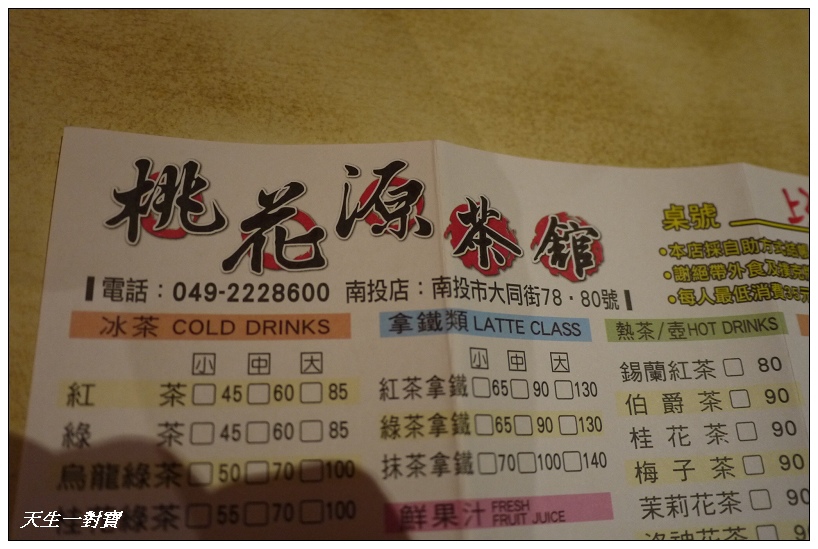 桃花源茶館
電話：049-2228600 南投店：南投市大同街78·80號
桌號
•本店採自助方式
•謝絕帶外食及
•每人最低消費35元
冰茶 COLD DRINKS
小 中 大
紅茶 □45 □60 □85
綠茶 □45 □60 □85
烏龍綠茶 □50 □70 □100
桂 綠茶 □55 □70 □100
拿鐵類 LATTE CLASS
小 中 大
紅茶拿鐵 □65 □90 □130
綠茶拿鐵 □65 □90 □130
抹茶拿鐵 □70 □100 □140
鮮果汁 FRESH FRUIT JUICE
熱茶/壺 HOT DRINKS
錫蘭紅茶 □ 80
伯爵茶 □ 90
桂花茶 □ 90
梅子茶 □ 90
茉莉花茶 □ 90
洛神花茶 □ 9
天生一對寶